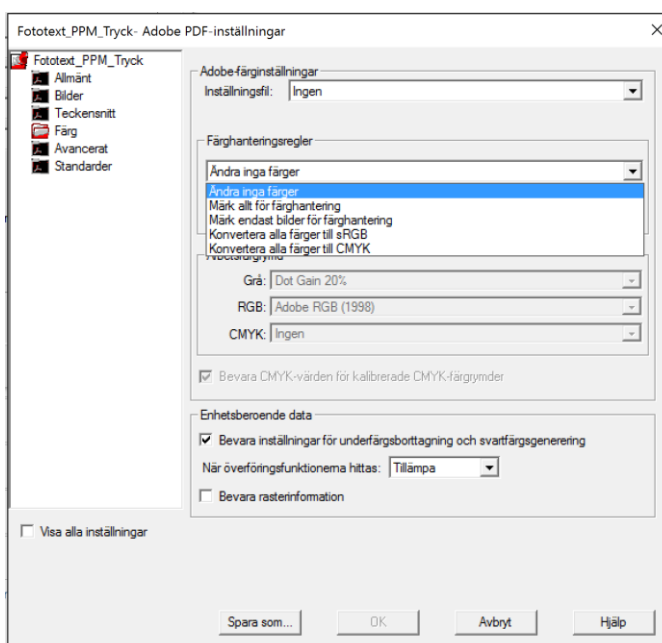 Fototext_PPM_Tryck- Adobe PDF-inställningar
Fototext_PPM_Tryck
Allmänt
Bilder
Teckensnitt
Färg
Avancerat
Standarder
Visa alla inställningar
Adobe-färginställningar
Inställningsfil: Ingen
Färghanteringsregler
Ändra inga färger
Ändra inga färger
Märk allt för färghantering
Märk endast bilder för färghantering
Konvertera alla färger till sRGB
Konvertera alla färger till CMYK
Arbetsfärgrymd
Grå: Dot Gain 20%
RGB: Adobe RGB (1998)
CMYK: Ingen
Bevara CMYK-värden för kalibrerade CMYK-färgrymder
Enhetsberoende data
Bevara inställningar för underfärgsborttagning och svartfärgsgenerering
När överföringsfunktionerna hittas: Tillämpa
Bevara rasterinformation
Spara som... OK Avbryt Hjälp